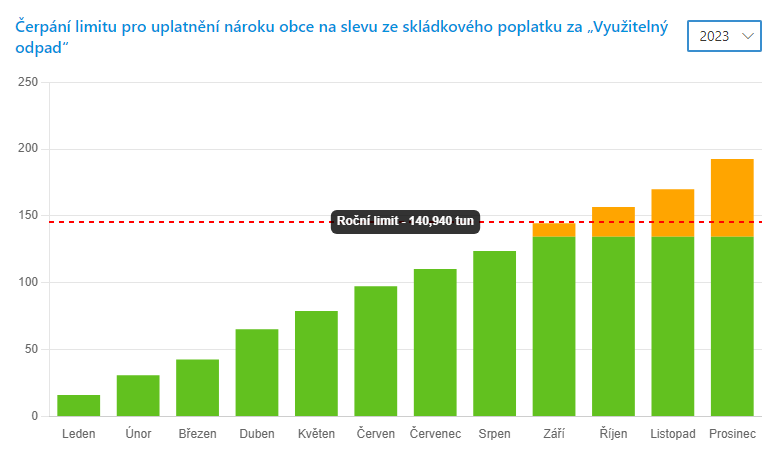 Čerpání limitu pro uplatnění nároku obce na slevu ze skládkového poplatku za „Využitelný
odpad“
2023
250
200
150
Roční limit - 140,940 tun
100
50
0
Leden Únor Březen Duben Květen Červen Červenec Srpen Září Říjen Listopad Prosinec